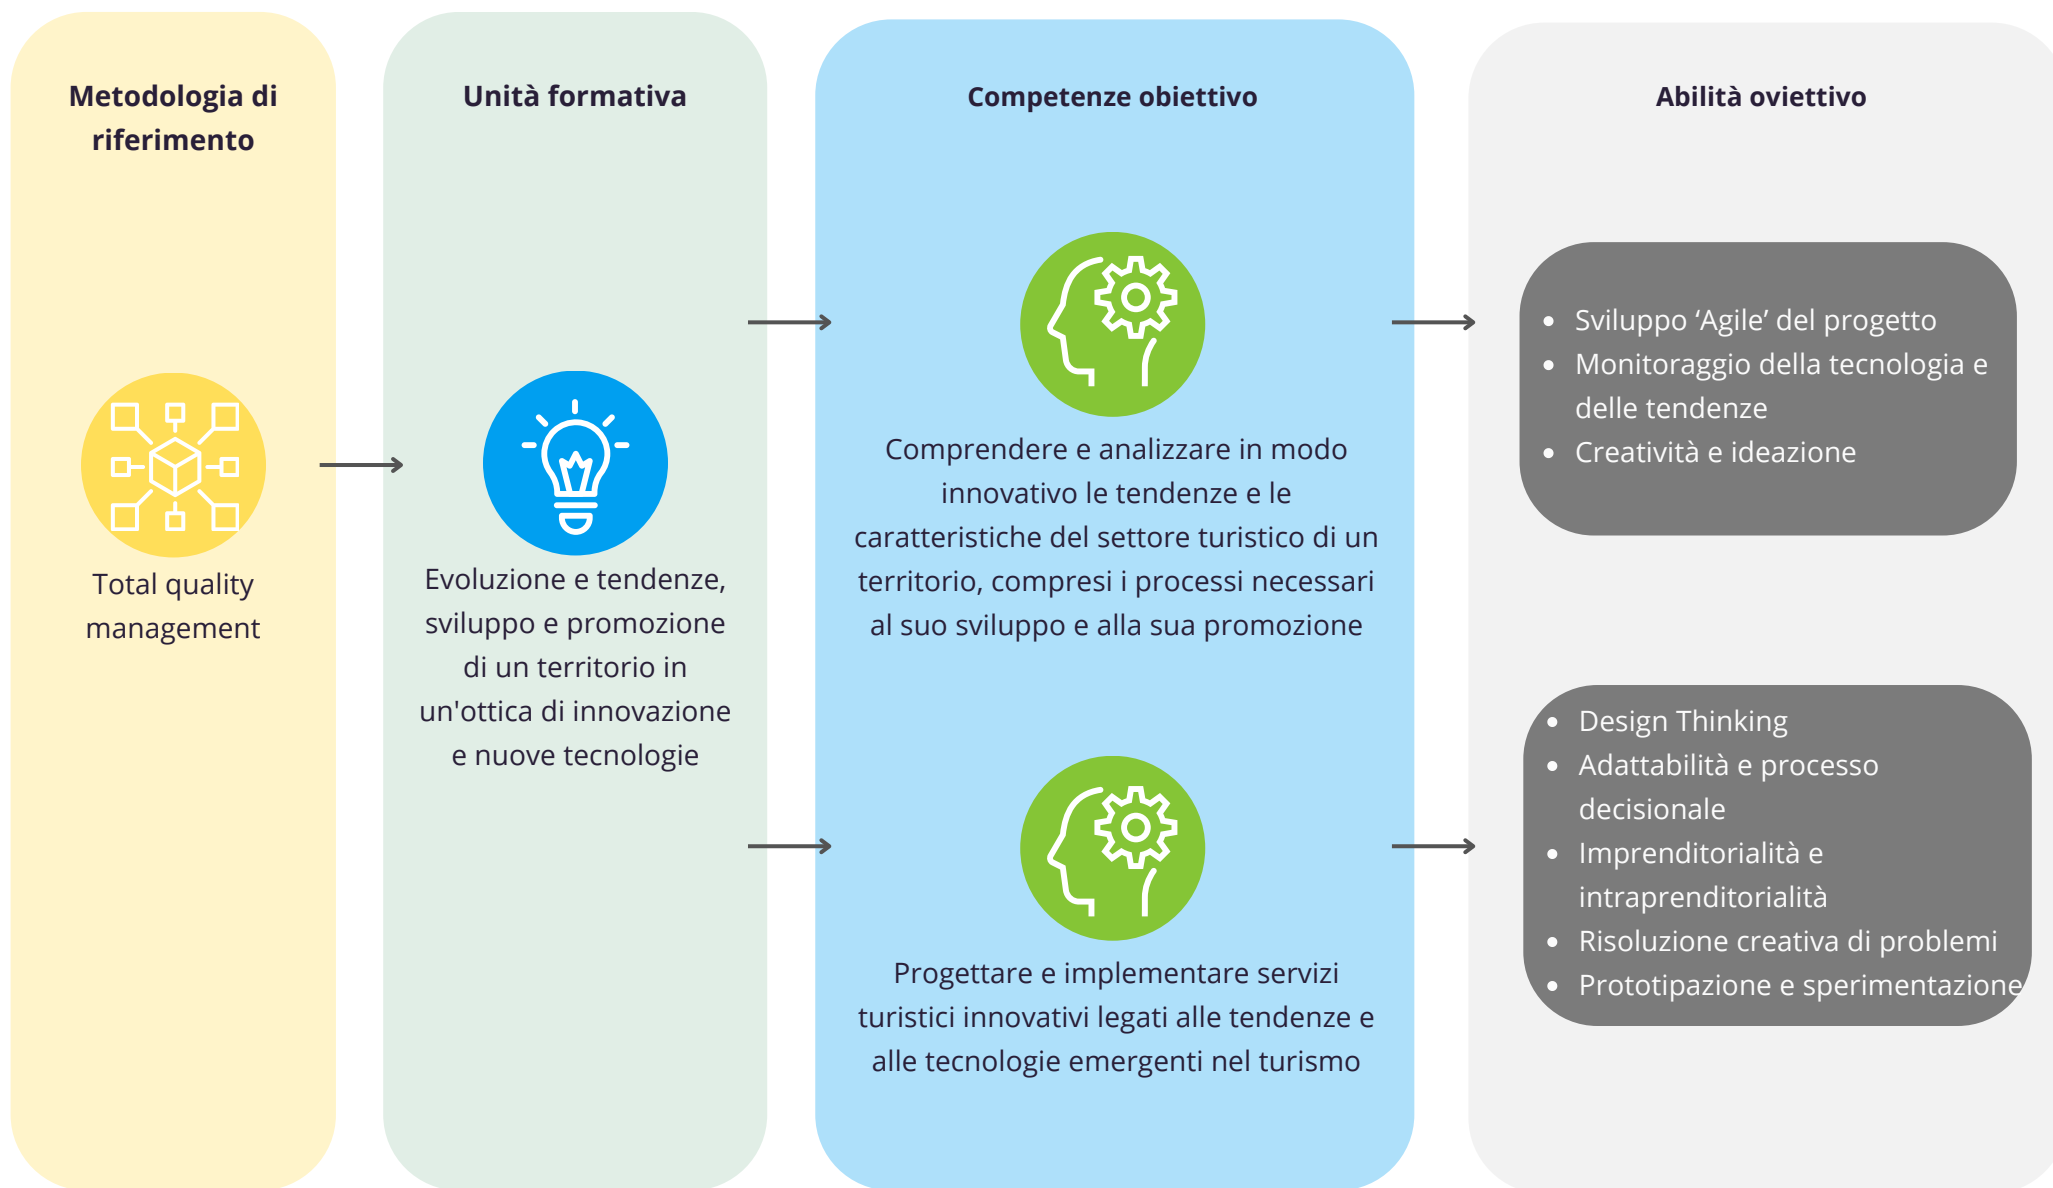 Metodologia di
riferimento
Total quality
management
Unità formativa
Evoluzione e tendenze,
sviluppo e promozione
di un territorio in
un'ottica di innovazione
e nuove tecnologie
Competenze obiettivo
Comprendere e analizzare in modo
innovativo le tendenze e le
caratteristiche del settore turistico di un
territorio, compresi i processi necessari
al suo sviluppo e alla sua promozione
Progettare e implementare servizi
turistici innovativi legati alle tendenze e
alle tecnologie emergenti nel turismo
Abilità oviettivo
• Sviluppo ‘Agile’ del progetto
• Monitoraggio della tecnologia e
delle tendenze
• Creatività e ideazione
• Design Thinking
• Adattabilità e processo
decisionale
• Imprenditorialità e
intraprenditorialità
• Risoluzione creativa di problemi
• Prototipazione e sperimentazione